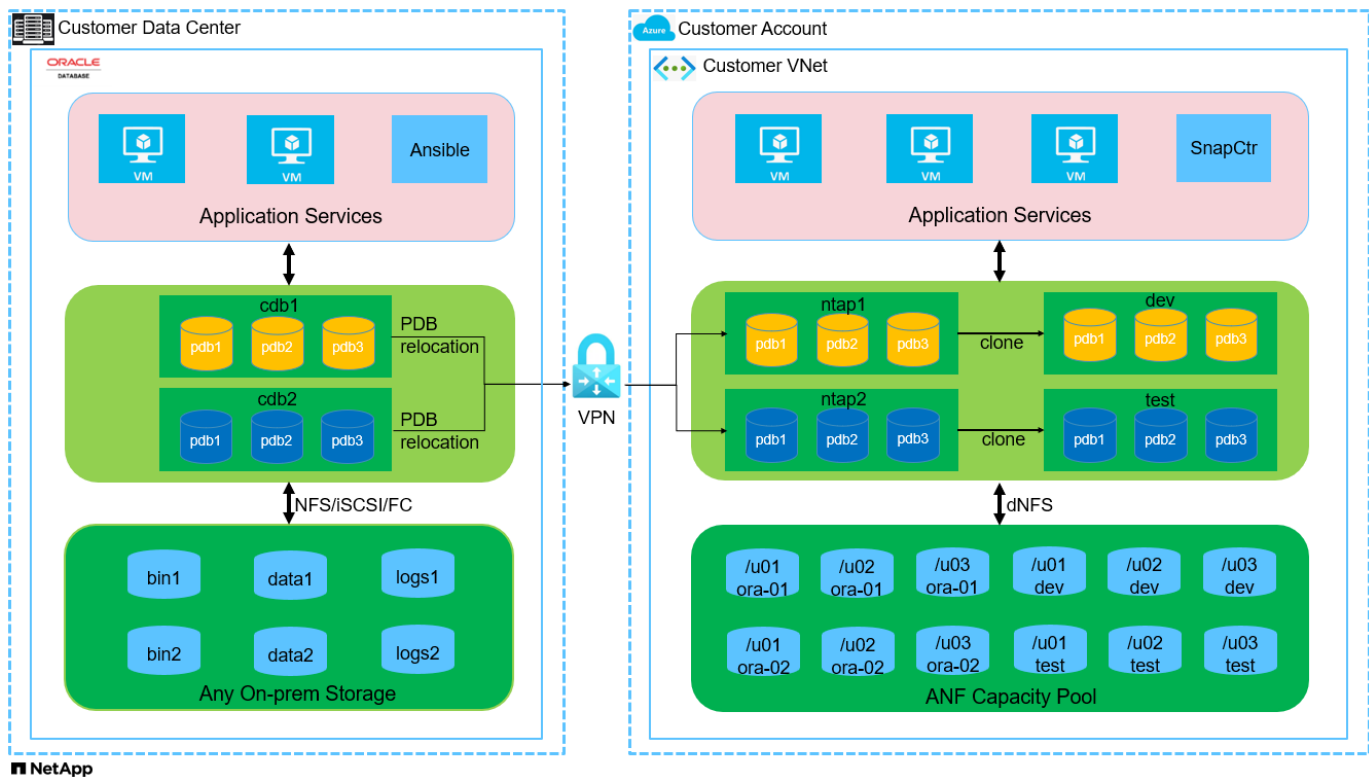 Customer Data Center
ORACLE
DATABASE
VM
VM
Ansible
Application Services
cdb1
pdb1
pdb2
pdb3
PDB
relocation
cdb2
pdb1
pdb2
pdb3
PDB
relocation
NFS/iSCSI/FC
bin1
data1
logs1
bin2
data2
logs2
Any On-prem Storage
VPN
Azure
Customer Account
Customer VNet
VM
VM
VM
SnapCtr
Application Services
ntap1
pdb1
pdb2
pdb3
clone
dev
pdb1
pdb2
pdb3
ntap2
pdb1
pdb2
pdb3
clone
test
pdb1
pdb2
pdb3
dNFS
/u01
ora-01
/u02
ora-01
/u03
ora-01
/u01
dev
/u02
dev
/u03
dev
/u01
ora-02
/u02
ora-02
/u03
ora-02
/u01
test
/u02
test
/u03
test
ANF Capacity Pool
NetApp